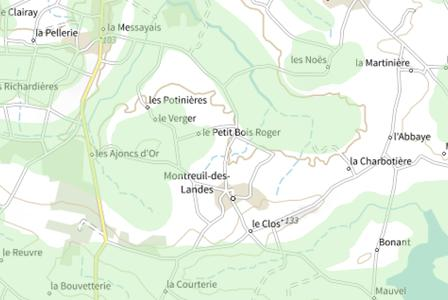 le Clairay
la Messayais
la Pellerie
103
les Noës
la Martinière
Richardières
les Potinières
le Verger
le Petit Bois Roger
l'Abbaye
les Ajoncs d'Or
la Charbotière
Montreuil-des-
Landes
le Clos
133
Bonant
le Reuvre
la Bouvetterie
la Courterie
Mauvel